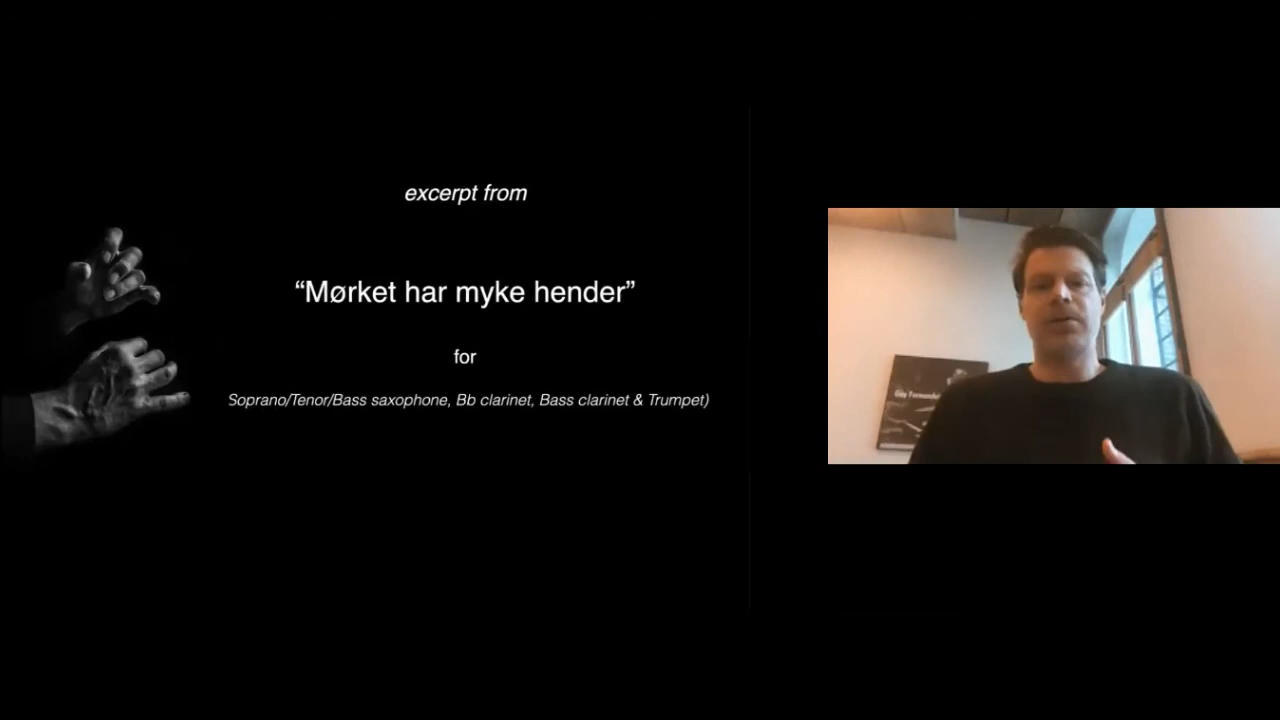 excerpt from
“Mørket har myke hender”
for
Soprano/Tenor/Bass saxophone, Bb clarinet, Bass clarinet & Trumpet)